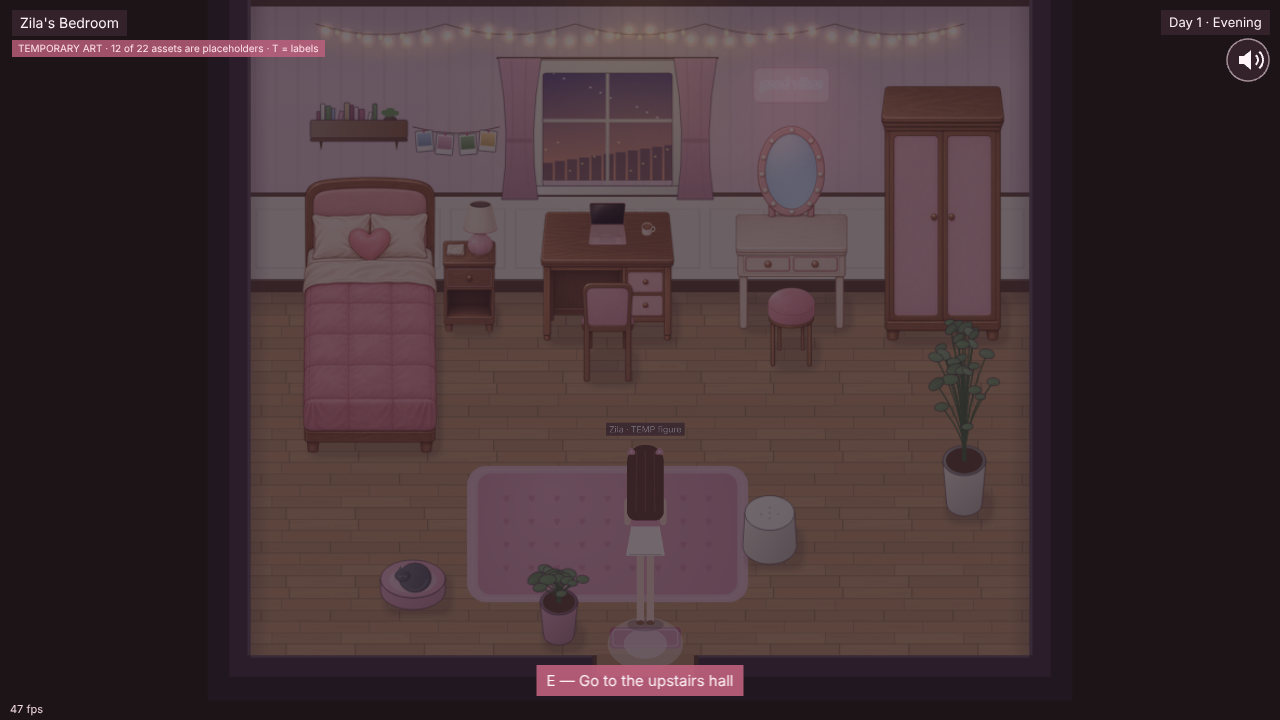 Zila's Bedroom
TEMPORARY ART · 12 of 22 assets are placeholders · T = labels
Day 1 · Evening
Zila · TEMP figure
E — Go to the upstairs hall
47 fps